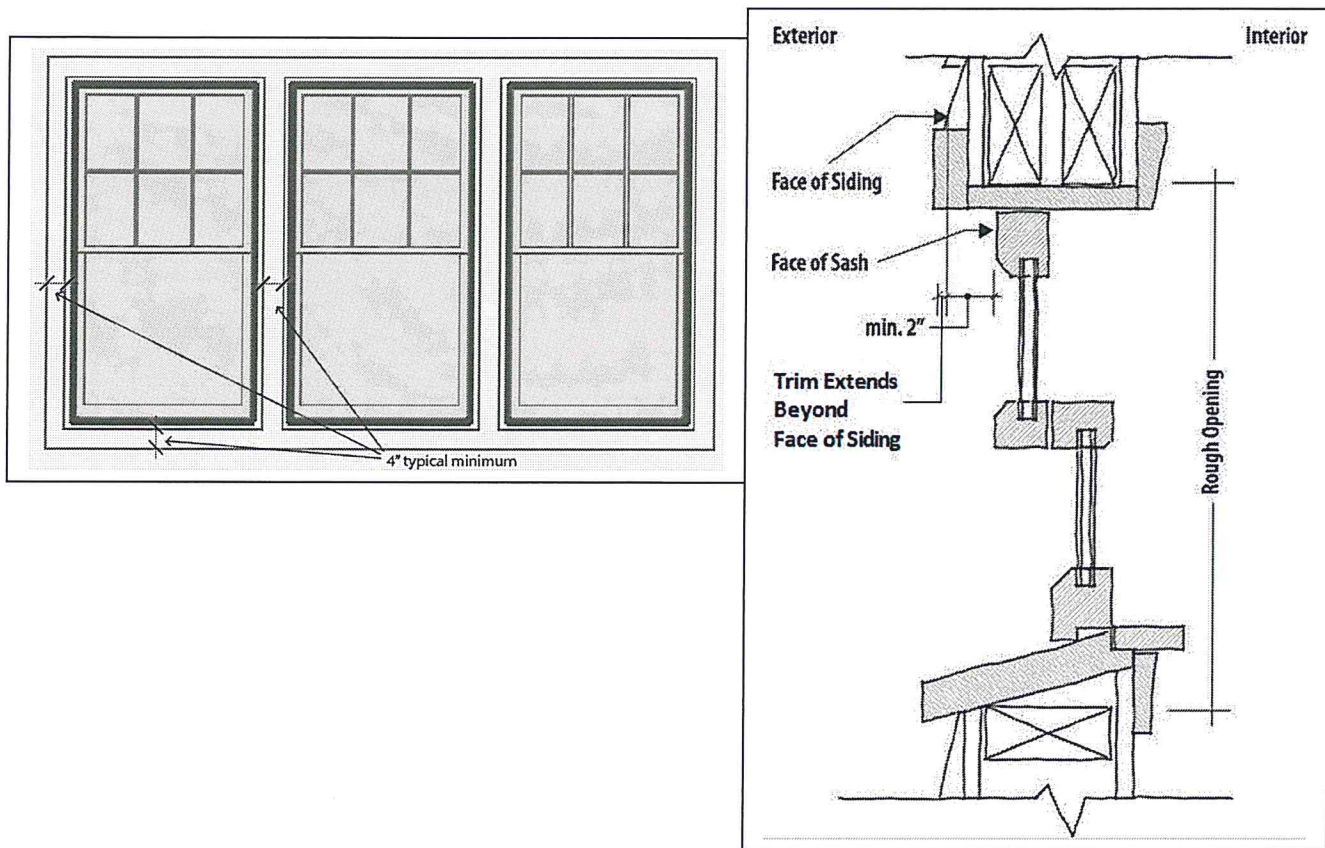 4" typical minimum
Exterior
Interior
Face of Siding
Face of Sash
min. 2"
Trim Extends
Beyond
Face of Siding
Rough Opening